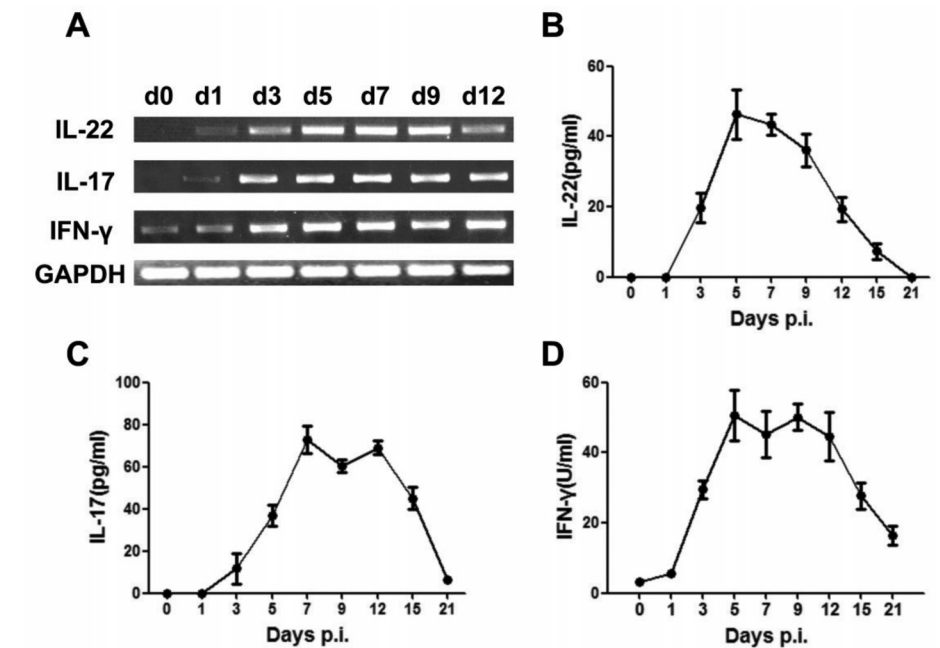 A
d0 d1 d3 d5 d7 d9 d12
IL-22
IL-17
IFN-γ
GAPDH
B
60
40
20
0
IL-22(pg/ml)
0 1 3 5 7 9 12 15 21
Days p.i.
C
100
80
60
40
20
0
IL-17(pg/ml)
0 1 3 5 7 9 12 15 21
Days p.i.
D
60
40
20
0
IFN-γ(U/ml)
0 1 3 5 7 9 12 15 21
Days p.i.